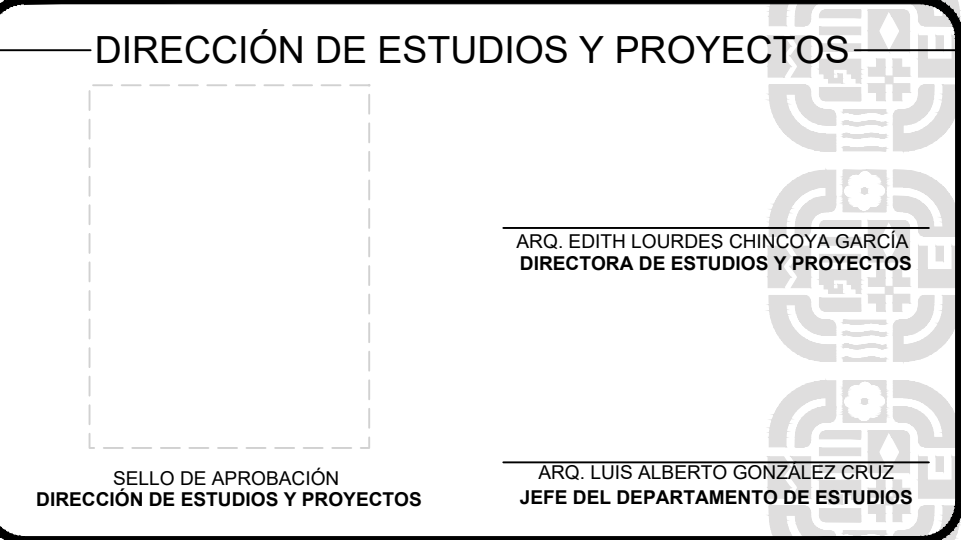 DIRECCIÓN DE ESTUDIOS Y PROYECTOS
ARQ. EDITH LOURDES CHINCOYA GARCÍA
DIRECTORA DE ESTUDIOS Y PROYECTOS
SELLO DE APROBACIÓN
DIRECCIÓN DE ESTUDIOS Y PROYECTOS
ARQ. LUIS ALBERTO GONZÁLEZ CRUZ
JEFE DEL DEPARTAMENTO DE ESTUDIOS